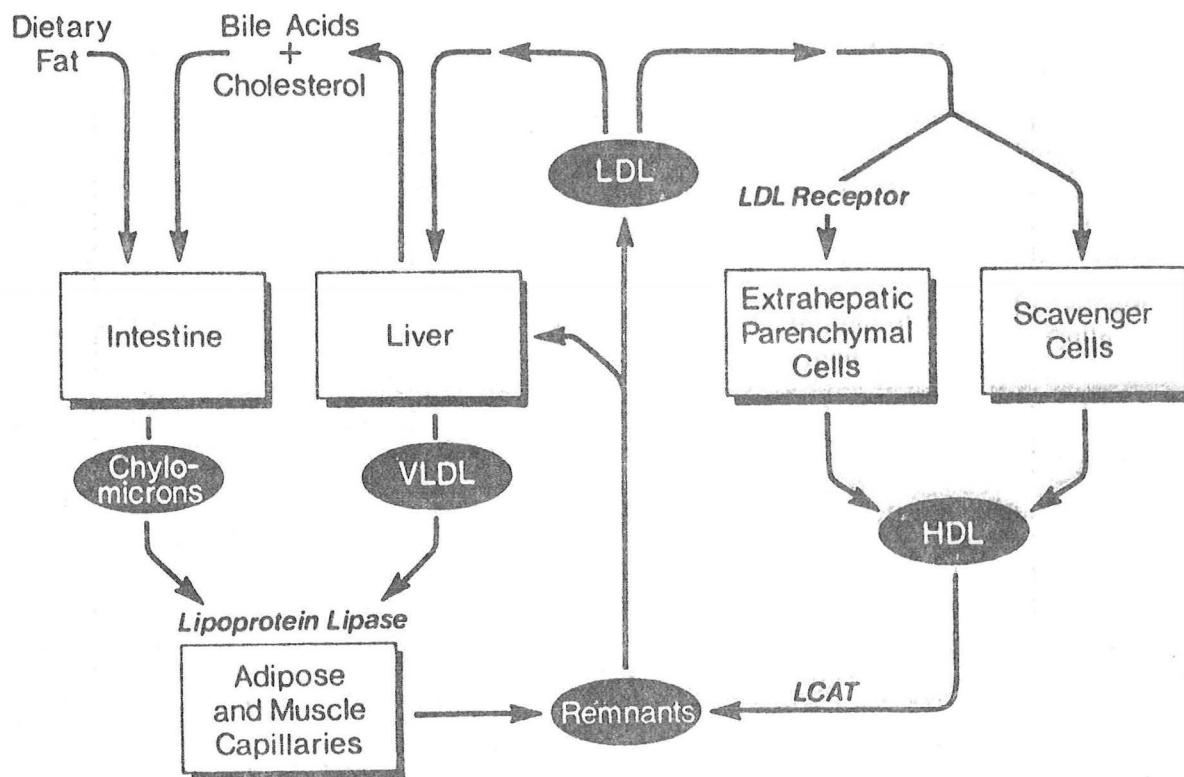 Dietary
Fat
Bile Acids
+
Cholesterol
LDL
LDL Receptor
Intestine
Liver
Extrahepatic
Parenchymal
Cells
Scavenger
Cells
Chylo-
microns
VLDL
HDL
Lipoprotein Lipase
Adipose
and Muscle
Capillaries
Remnants
LCAT